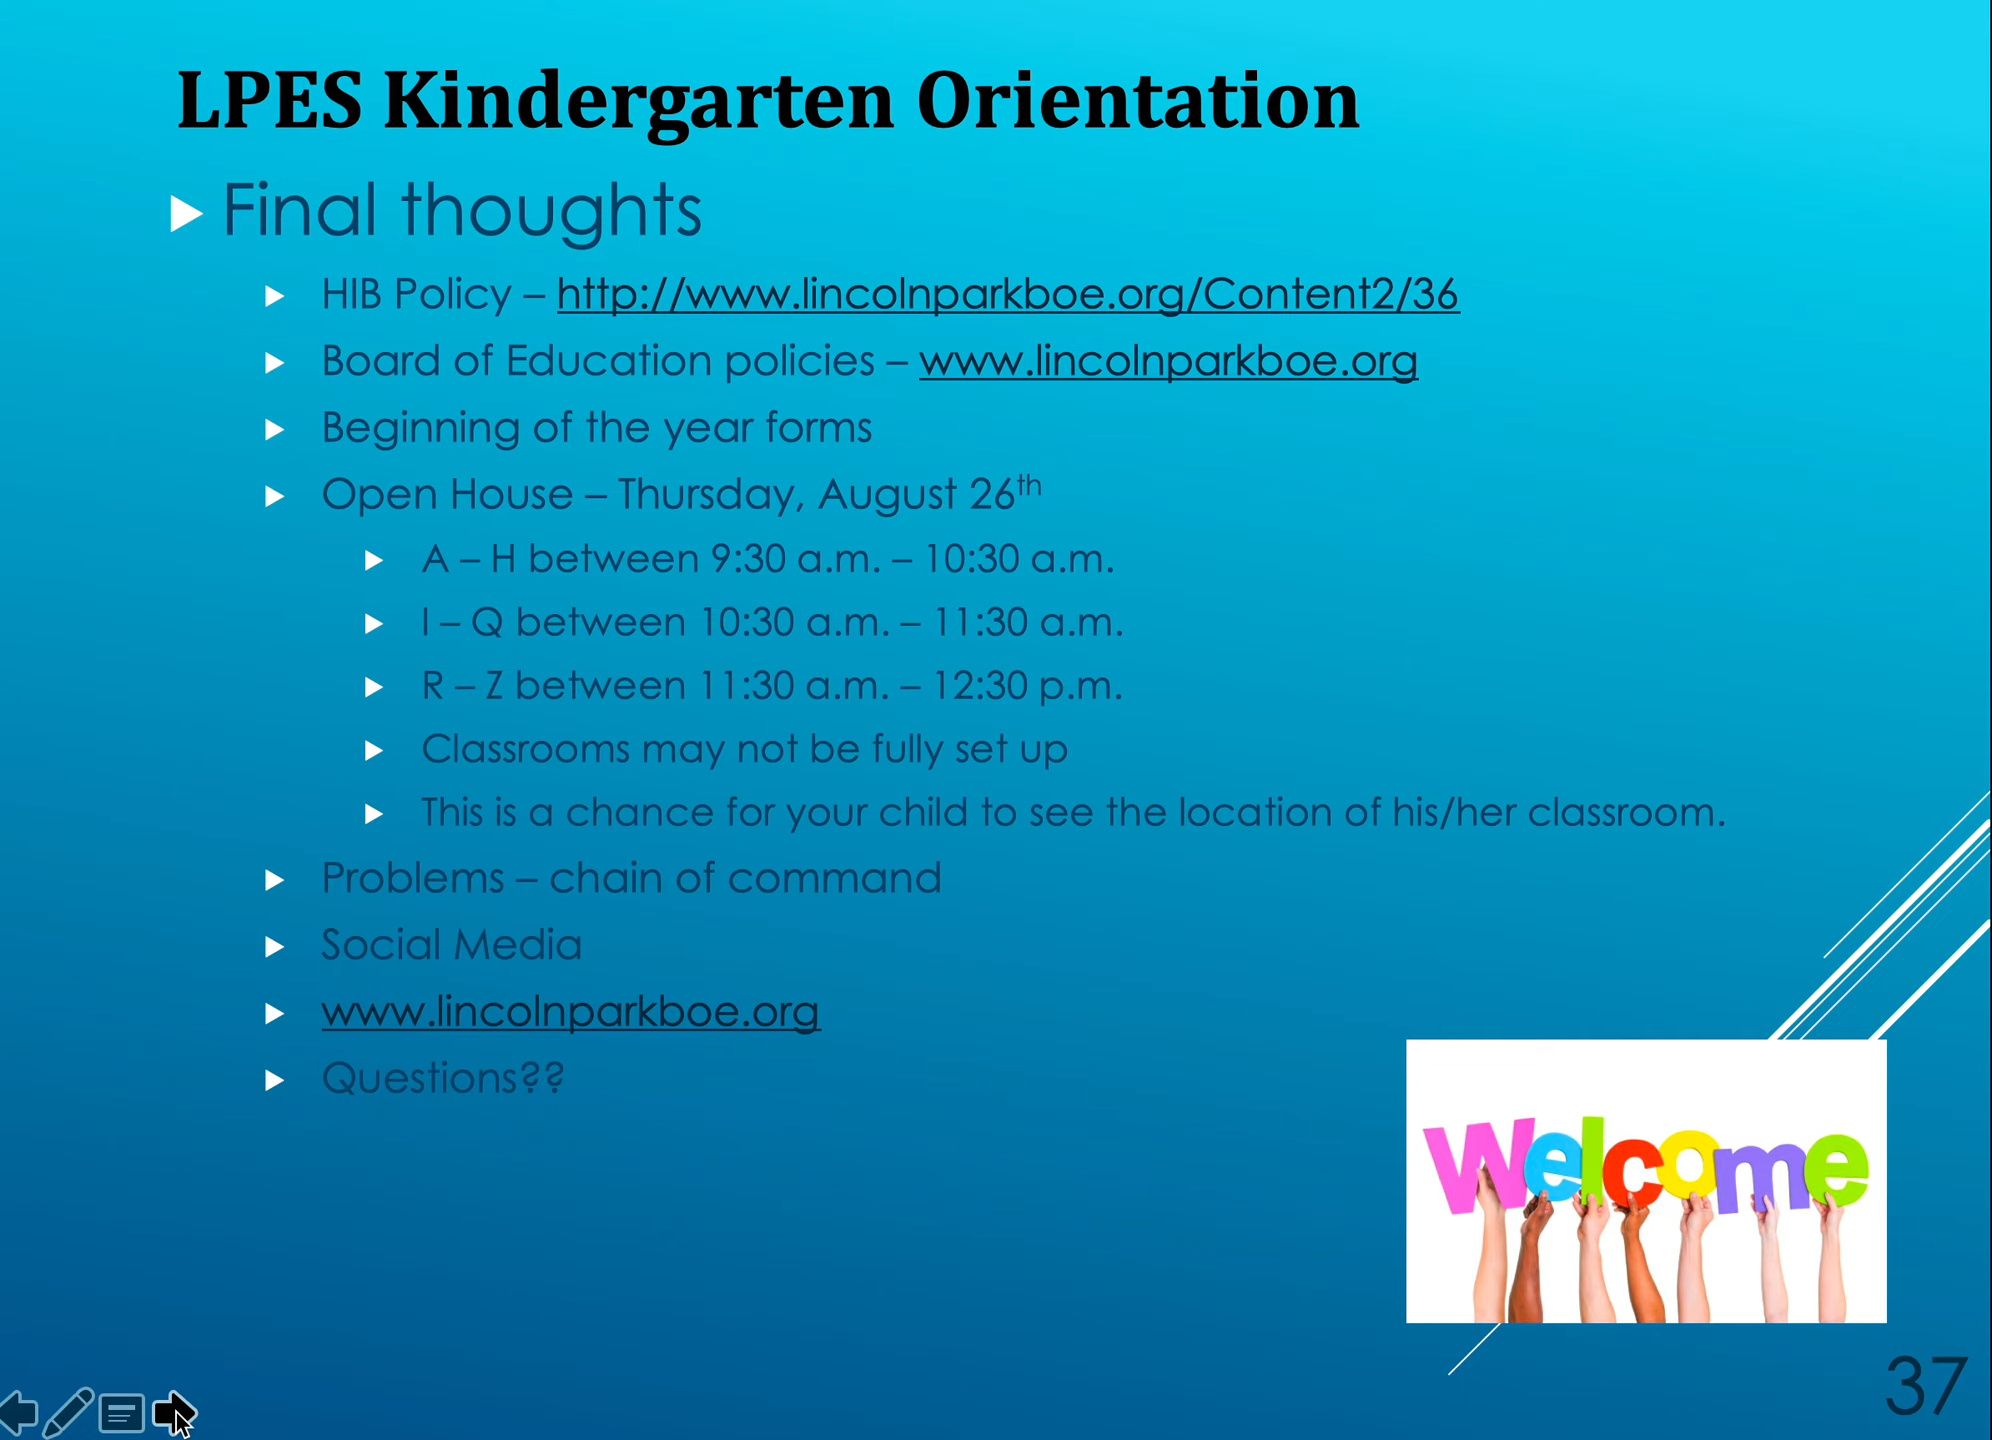 LPES Kindergarten Orientation
Final thoughts
HIB Policy – http://www.lincolnparkboe.org/Content2/36
Board of Education policies – www.lincolnparkboe.org
Beginning of the year forms
Open House – Thursday, August 26th
A – H between 9:30 a.m. – 10:30 a.m.
I – Q between 10:30 a.m. – 11:30 a.m.
R – Z between 11:30 a.m. – 12:30 p.m.
Classrooms may not be fully set up
This is a chance for your child to see the location of his/her classroom.
Problems – chain of command
Social Media
www.lincolnparkboe.org
Questions??
Welcome
37